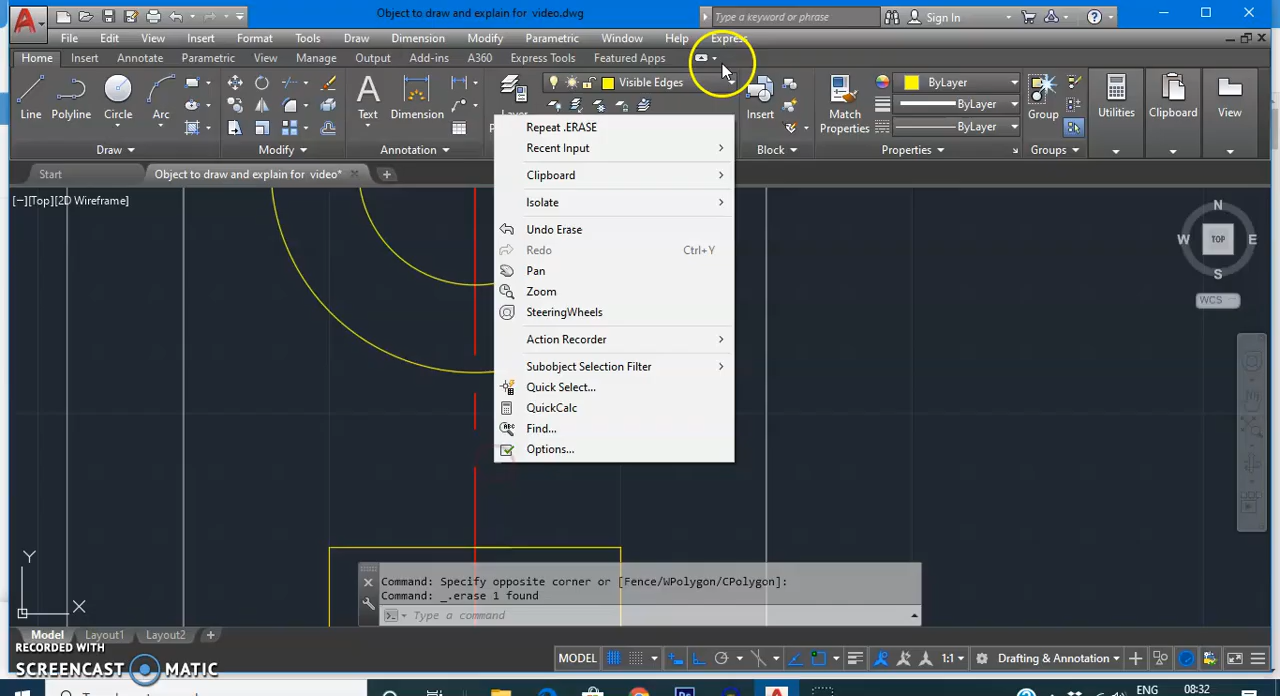 Object to draw and explain for video.dwg
Type a keyword or phrase
Sign In
File Edit View Insert Format Tools Draw Dimension Modify Parametric Window Help Express
Home Insert Annotate Parametric View Manage Output Add-ins A360 Express Tools Featured Apps
Visible Edges
ByLayer
Line Polyline Circle Arc Text Dimension Insert Match Properties Group Utilities Clipboard View
ByLayer
ByLayer
Draw Modify Annotation Block Properties Groups
Start Object to draw and explain for video*
[−][Top][2D Wireframe]
Repeat .ERASE
Recent Input
Clipboard
Isolate
Undo Erase
Redo Ctrl+Y
Pan
Zoom
SteeringWheels
Action Recorder
Subobject Selection Filter
Quick Select...
QuickCalc
Find...
Options...
N
W TOP E
S
WCS
Y
X
Command: Specify opposite corner or [Fence/WPolygon/CPolygon]:
Command: _.erase 1 found
Type a command
Model Layout1 Layout2
RECORDED WITH
SCREENCAST MATIC
MODEL 1:1 Drafting & Annotation
ENG
08:32